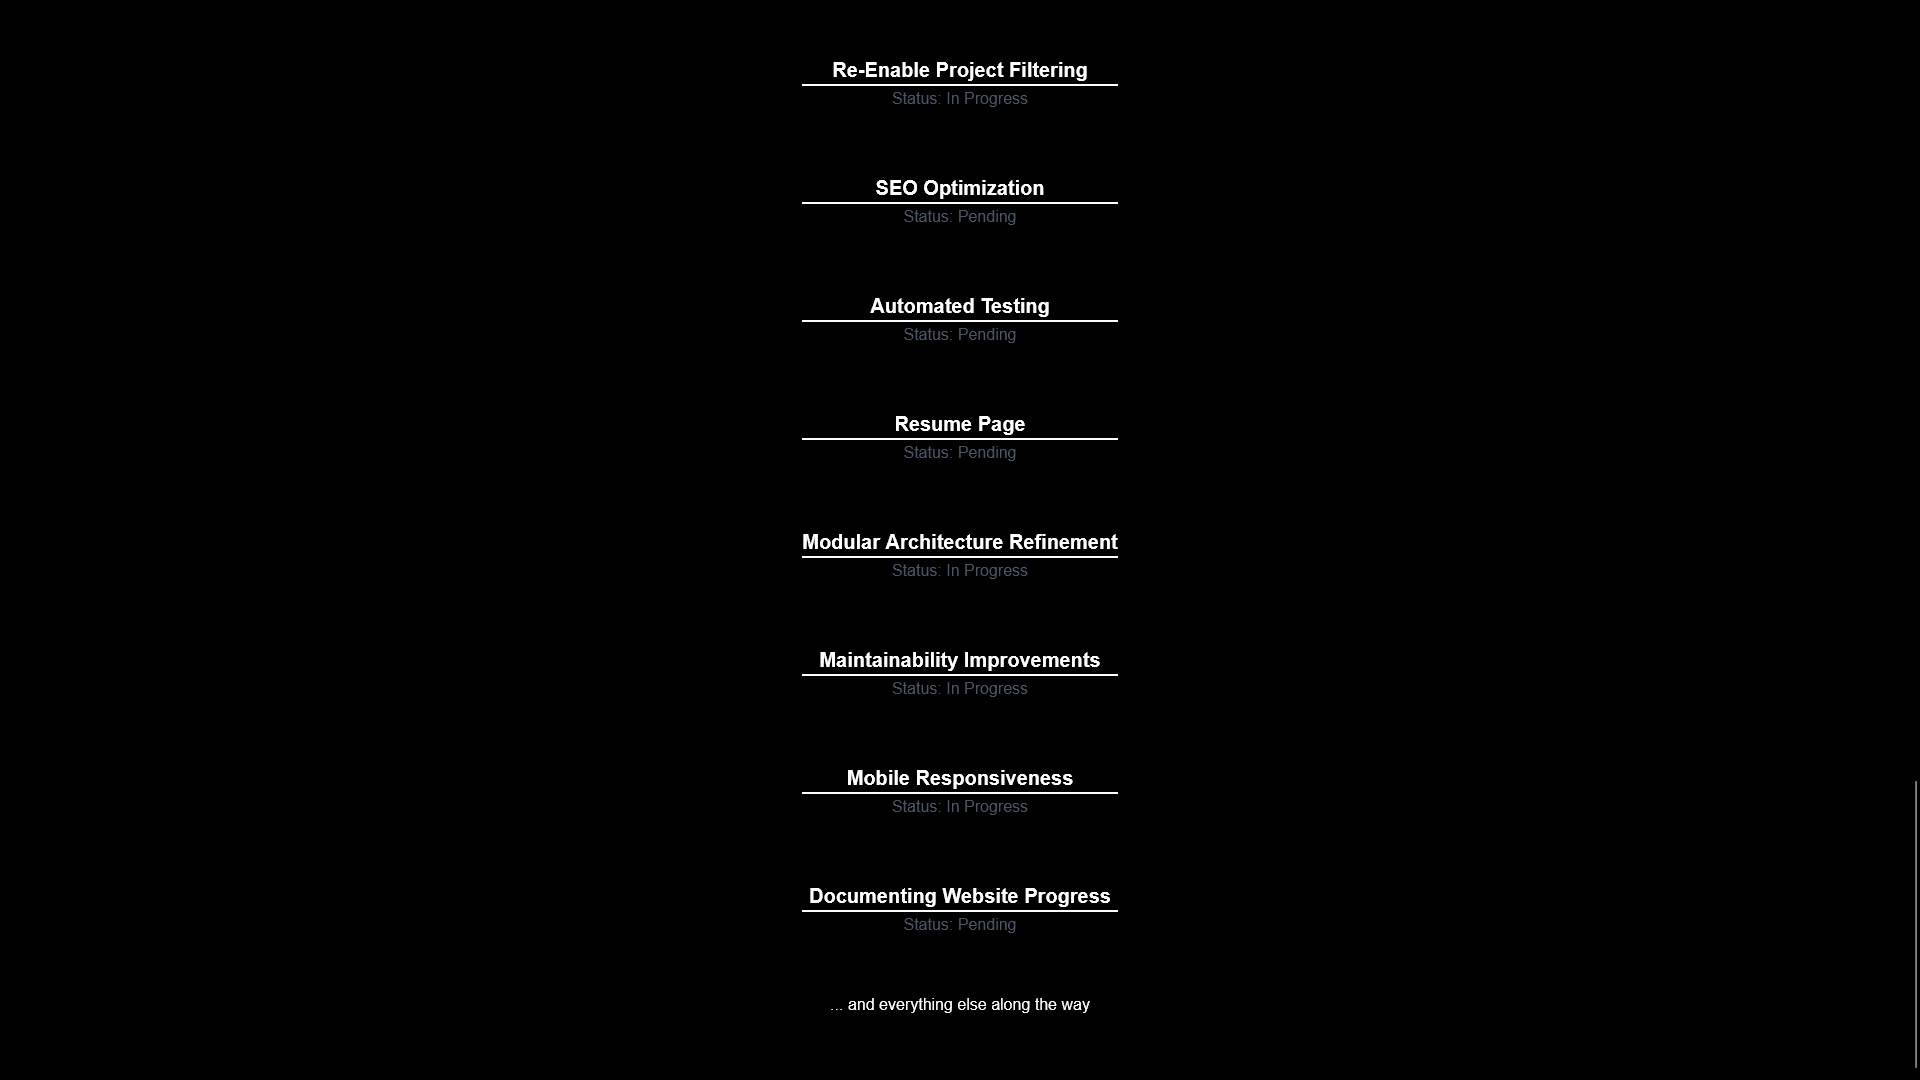 Re-Enable Project Filtering
Status: In Progress
SEO Optimization
Status: Pending
Automated Testing
Status: Pending
Resume Page
Status: Pending
Modular Architecture Refinement
Status: In Progress
Maintainability Improvements
Status: In Progress
Mobile Responsiveness
Status: In Progress
Documenting Website Progress
Status: Pending
... and everything else along the way